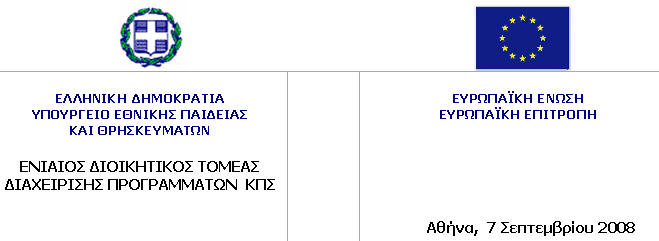 ΕΛΛΗΝΙΚΗ ΔΗΜΟΚΡΑΤΙΑ
ΥΠΟΥΡΓΕΙΟ ΕΘΝΙΚΗΣ ΠΑΙΔΕΙΑΣ
ΚΑΙ ΘΡΗΣΚΕΥΜΑΤΩΝ
ΕΝΙΑΙΟΣ ΔΙΟΙΚΗΤΙΚΟΣ ΤΟΜΕΑΣ
ΔΙΑΧΕΙΡΙΣΗΣ ΠΡΟΓΡΑΜΜΑΤΩΝ ΚΠΣ
ΕΥΡΩΠΑΪΚΗ ΕΝΩΣΗ
ΕΥΡΩΠΑΪΚΗ ΕΠΙΤΡΟΠΗ
Αθήνα, 7 Σεπτεμβρίου 2008